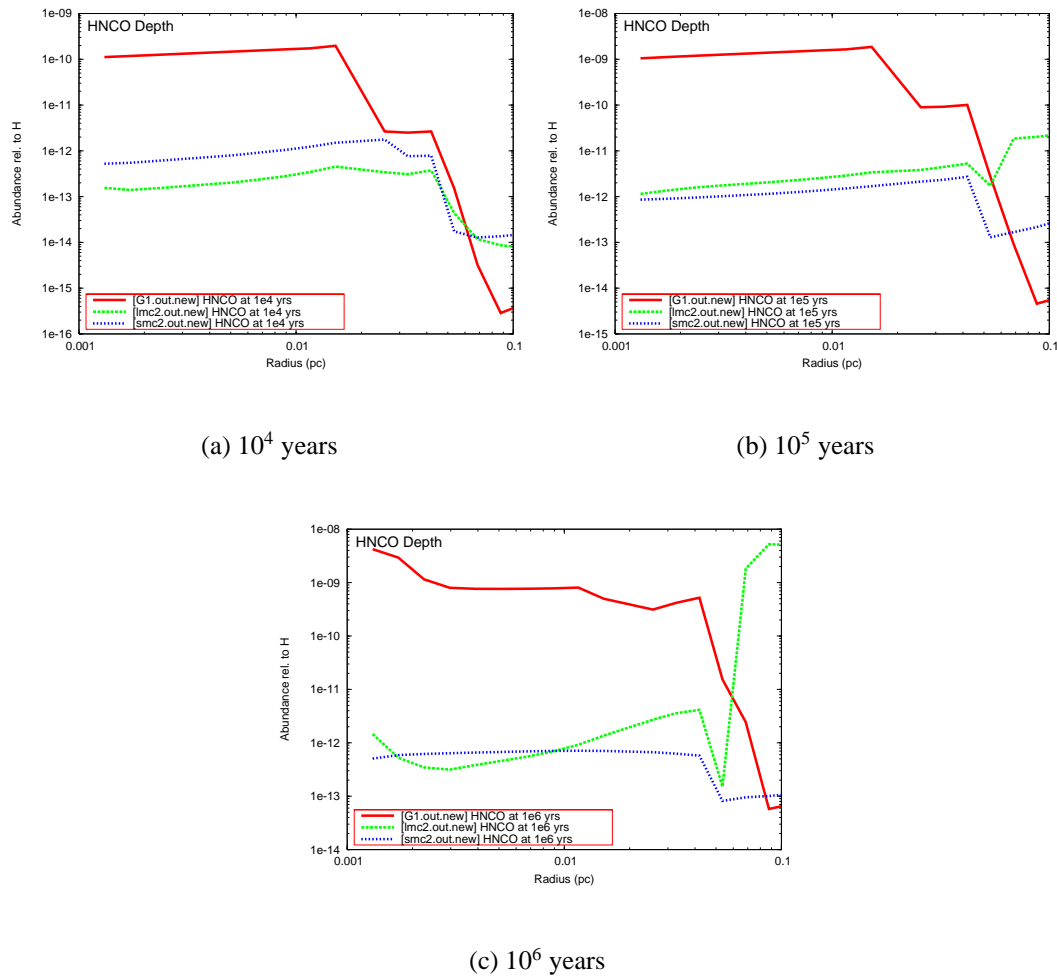 HNCO Depth
1e-09
1e-10
1e-11
1e-12
1e-13
1e-14
1e-15
1e-16
Abundance rel. to H
[G1.out.new] HNCO at 1e4 yrs
[lmc2.out.new] HNCO at 1e4 yrs
[smc2.out.new] HNCO at 1e4 yrs
0.001 0.01 0.1
Radius (pc)
(a) 10⁴ years
HNCO Depth
1e-08
1e-09
1e-10
1e-11
1e-12
1e-13
1e-14
1e-15
Abundance rel. to H
[G1.out.new] HNCO at 1e5 yrs
[lmc2.out.new] HNCO at 1e5 yrs
[smc2.out.new] HNCO at 1e5 yrs
0.001 0.01 0.1
Radius (pc)
(b) 10⁵ years
HNCO Depth
1e-08
1e-09
1e-10
1e-11
1e-12
1e-13
1e-14
Abundance rel. to H
[G1.out.new] HNCO at 1e6 yrs
[lmc2.out.new] HNCO at 1e6 yrs
[smc2.out.new] HNCO at 1e6 yrs
0.001 0.01 0.1
Radius (pc)
(c) 10⁶ years